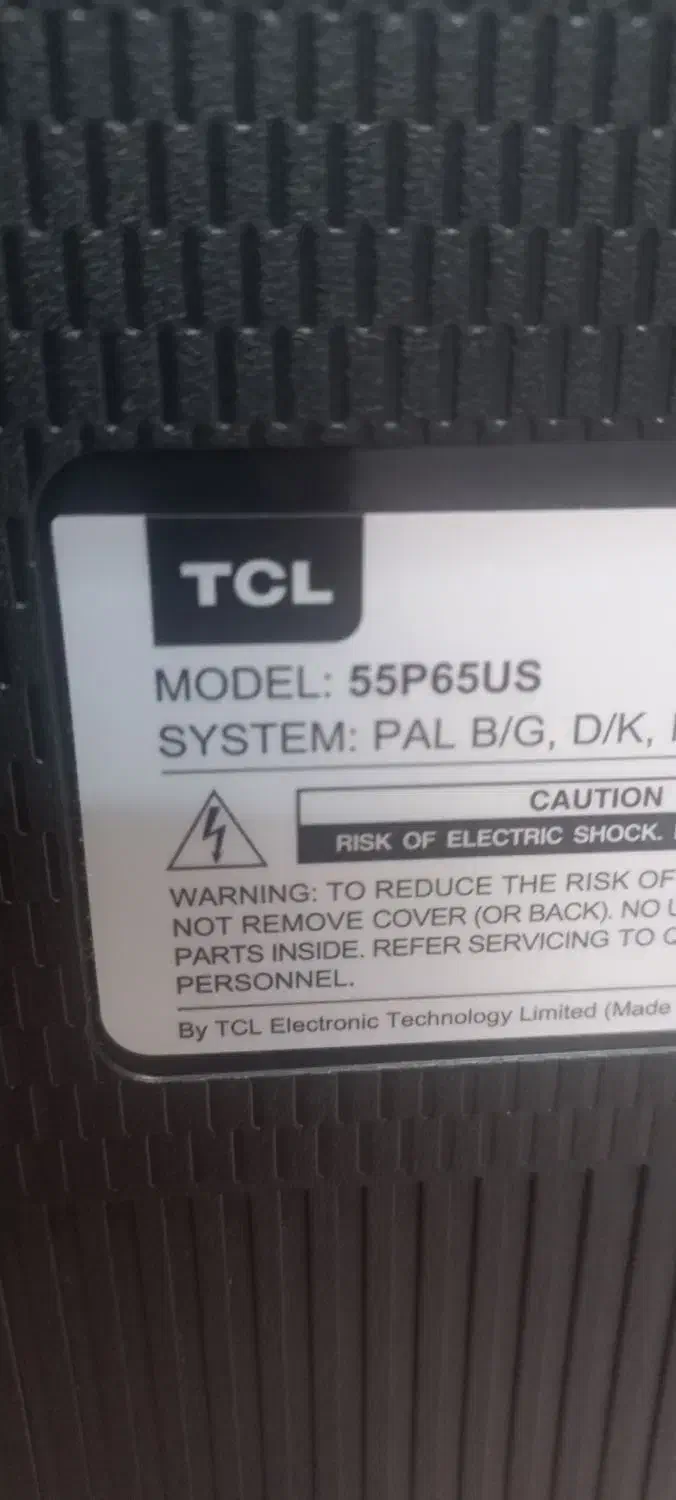 TCL
MODEL: 55P65US
SYSTEM: PAL B/G, D/K,
CAUTION
RISK OF ELECTRIC SHOCK.
WARNING: TO REDUCE THE RISK OF
NOT REMOVE COVER (OR BACK). NO
PARTS INSIDE. REFER SERVICING TO
PERSONNEL.
By TCL Electronic Technology Limited (Made